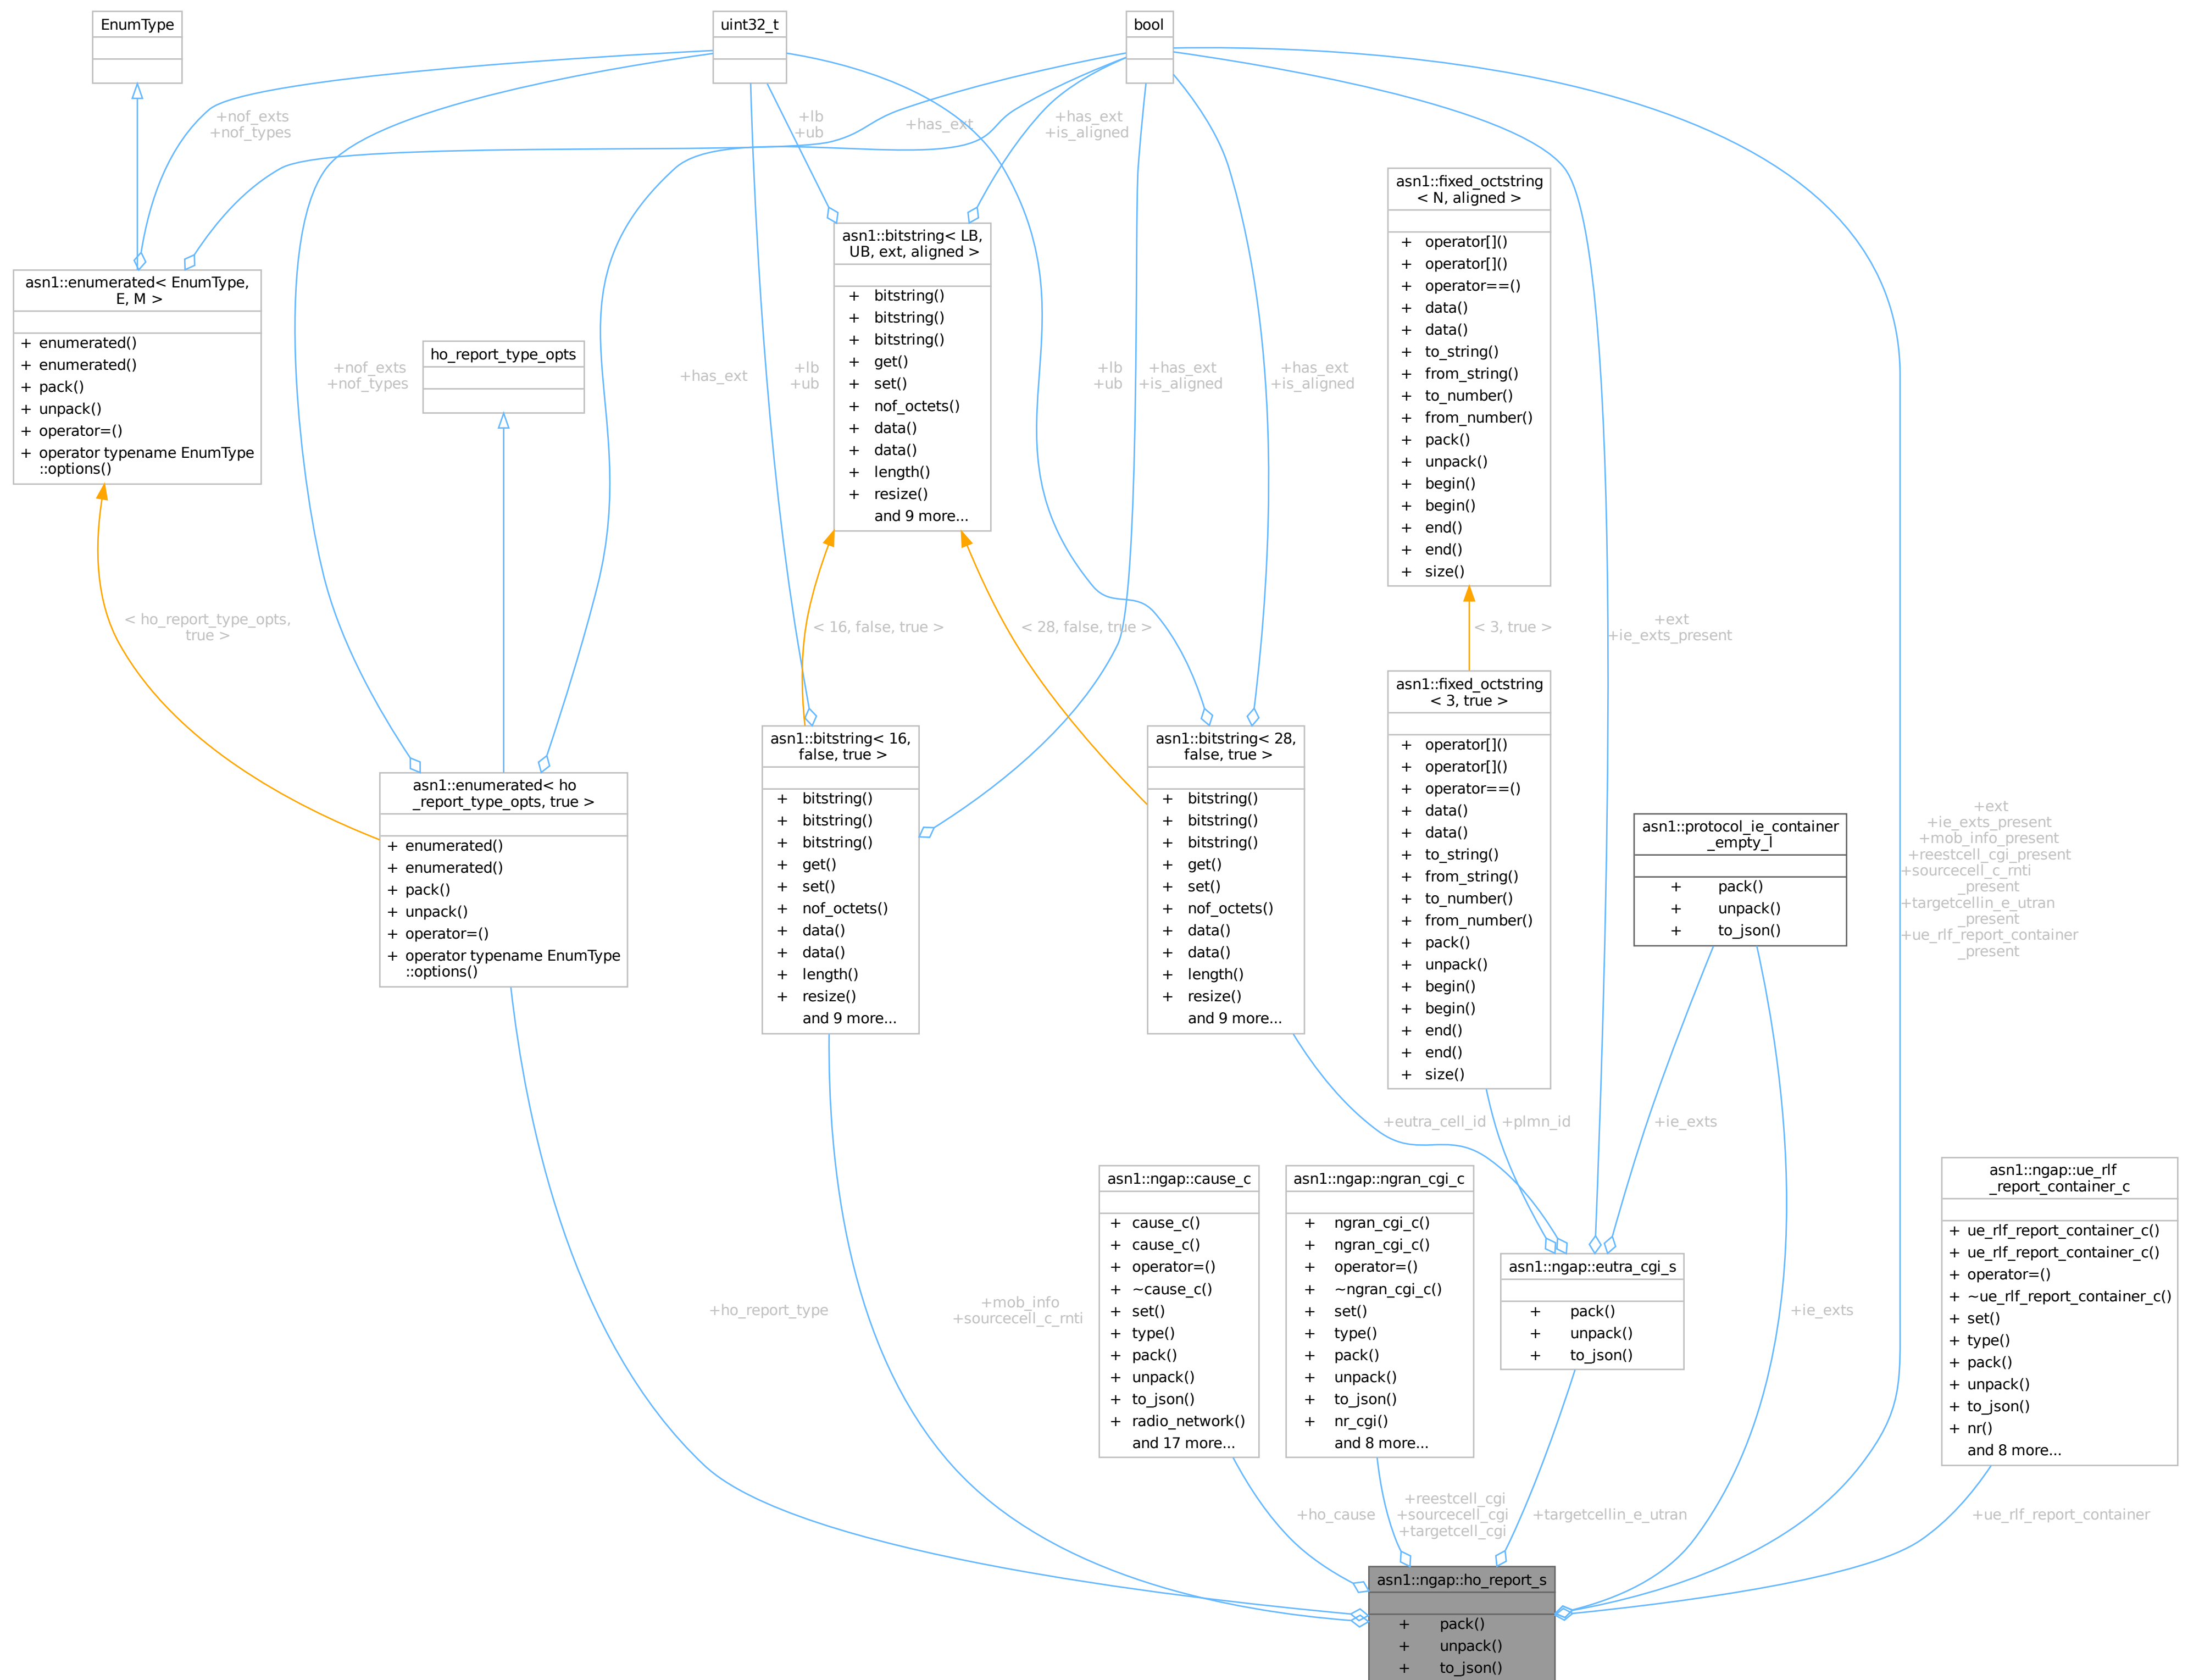 EnumType
uint32_t
bool
+nof_exts
+nof_types
+lb
+ub
+has_ext
+has_ext
+is_aligned
asn1::fixed_octstring
< N, aligned >
+ operator[]()
+ operator[]()
+ operator==()
+ data()
+ data()
+ to_string()
+ from_string()
+ to_number()
+ from_number()
+ pack()
+ unpack()
+ begin()
+ begin()
+ end()
+ end()
+ size()
asn1::bitstring< LB,
UB, ext, aligned >
+ bitstring()
+ bitstring()
+ bitstring()
+ get()
+ set()
+ nof_octets()
+ data()
+ data()
+ length()
+ resize()
and 9 more...
asn1::enumerated< EnumType,
E, M >
+ enumerated()
+ enumerated()
+ pack()
+ unpack()
+ operator=()
+ operator typename EnumType
::options()
ho_report_type_opts
+nof_exts
+nof_types
+has_ext
+lb
+ub
+lb
+ub
+has_ext
+is_aligned
+has_ext
+is_aligned
< ho_report_type_opts,
true >
< 16, false, true >
< 28, false, true >
< 3, true >
+ext
+ie_exts_present
asn1::fixed_octstring
< 3, true >
+ operator[]()
+ operator[]()
+ operator==()
+ data()
+ data()
+ to_string()
+ from_string()
+ to_number()
+ from_number()
+ pack()
+ unpack()
+ begin()
+ begin()
+ end()
+ end()
+ size()
asn1::bitstring< 16,
false, true >
+ bitstring()
+ bitstring()
+ bitstring()
+ get()
+ set()
+ nof_octets()
+ data()
+ data()
+ length()
+ resize()
and 9 more...
asn1::bitstring< 28,
false, true >
+ bitstring()
+ bitstring()
+ bitstring()
+ get()
+ set()
+ nof_octets()
+ data()
+ data()
+ length()
+ resize()
and 9 more...
asn1::enumerated< ho
_report_type_opts, true >
+ enumerated()
+ enumerated()
+ pack()
+ unpack()
+ operator=()
+ operator typename EnumType
::options()
asn1::protocol_ie_container
_empty_l
+ pack()
+ unpack()
+ to_json()
+ext
+ie_exts_present
+mob_info_present
+reestcell_cgi_present
+sourcecell_c_rnti
_present
+targetcellin_e_utran
_present
+ue_rlf_report_container
_present
+eutra_cell_id
+plmn_id
+ie_exts
asn1::ngap::cause_c
+ cause_c()
+ cause_c()
+ operator=()
+ ~cause_c()
+ set()
+ type()
+ pack()
+ unpack()
+ to_json()
+ radio_network()
and 17 more...
asn1::ngap::ngran_cgi_c
+ ngran_cgi_c()
+ ngran_cgi_c()
+ operator=()
+ ~ngran_cgi_c()
+ set()
+ type()
+ pack()
+ unpack()
+ to_json()
+ nr_cgi()
and 8 more...
asn1::ngap::eutra_cgi_s
+ pack()
+ unpack()
+ to_json()
asn1::ngap::ue_rlf
_report_container_c
+ ue_rlf_report_container_c()
+ ue_rlf_report_container_c()
+ operator=()
+ ~ue_rlf_report_container_c()
+ set()
+ type()
+ pack()
+ unpack()
+ to_json()
+ nr()
and 8 more...
+ho_report_type
+mob_info
+sourcecell_c_rnti
+ie_exts
+ho_cause
+reestcell_cgi
+sourcecell_cgi
+targetcell_cgi
+targetcellin_e_utran
+ue_rlf_report_container
asn1::ngap::ho_report_s
+ pack()
+ unpack()
+ to_json()